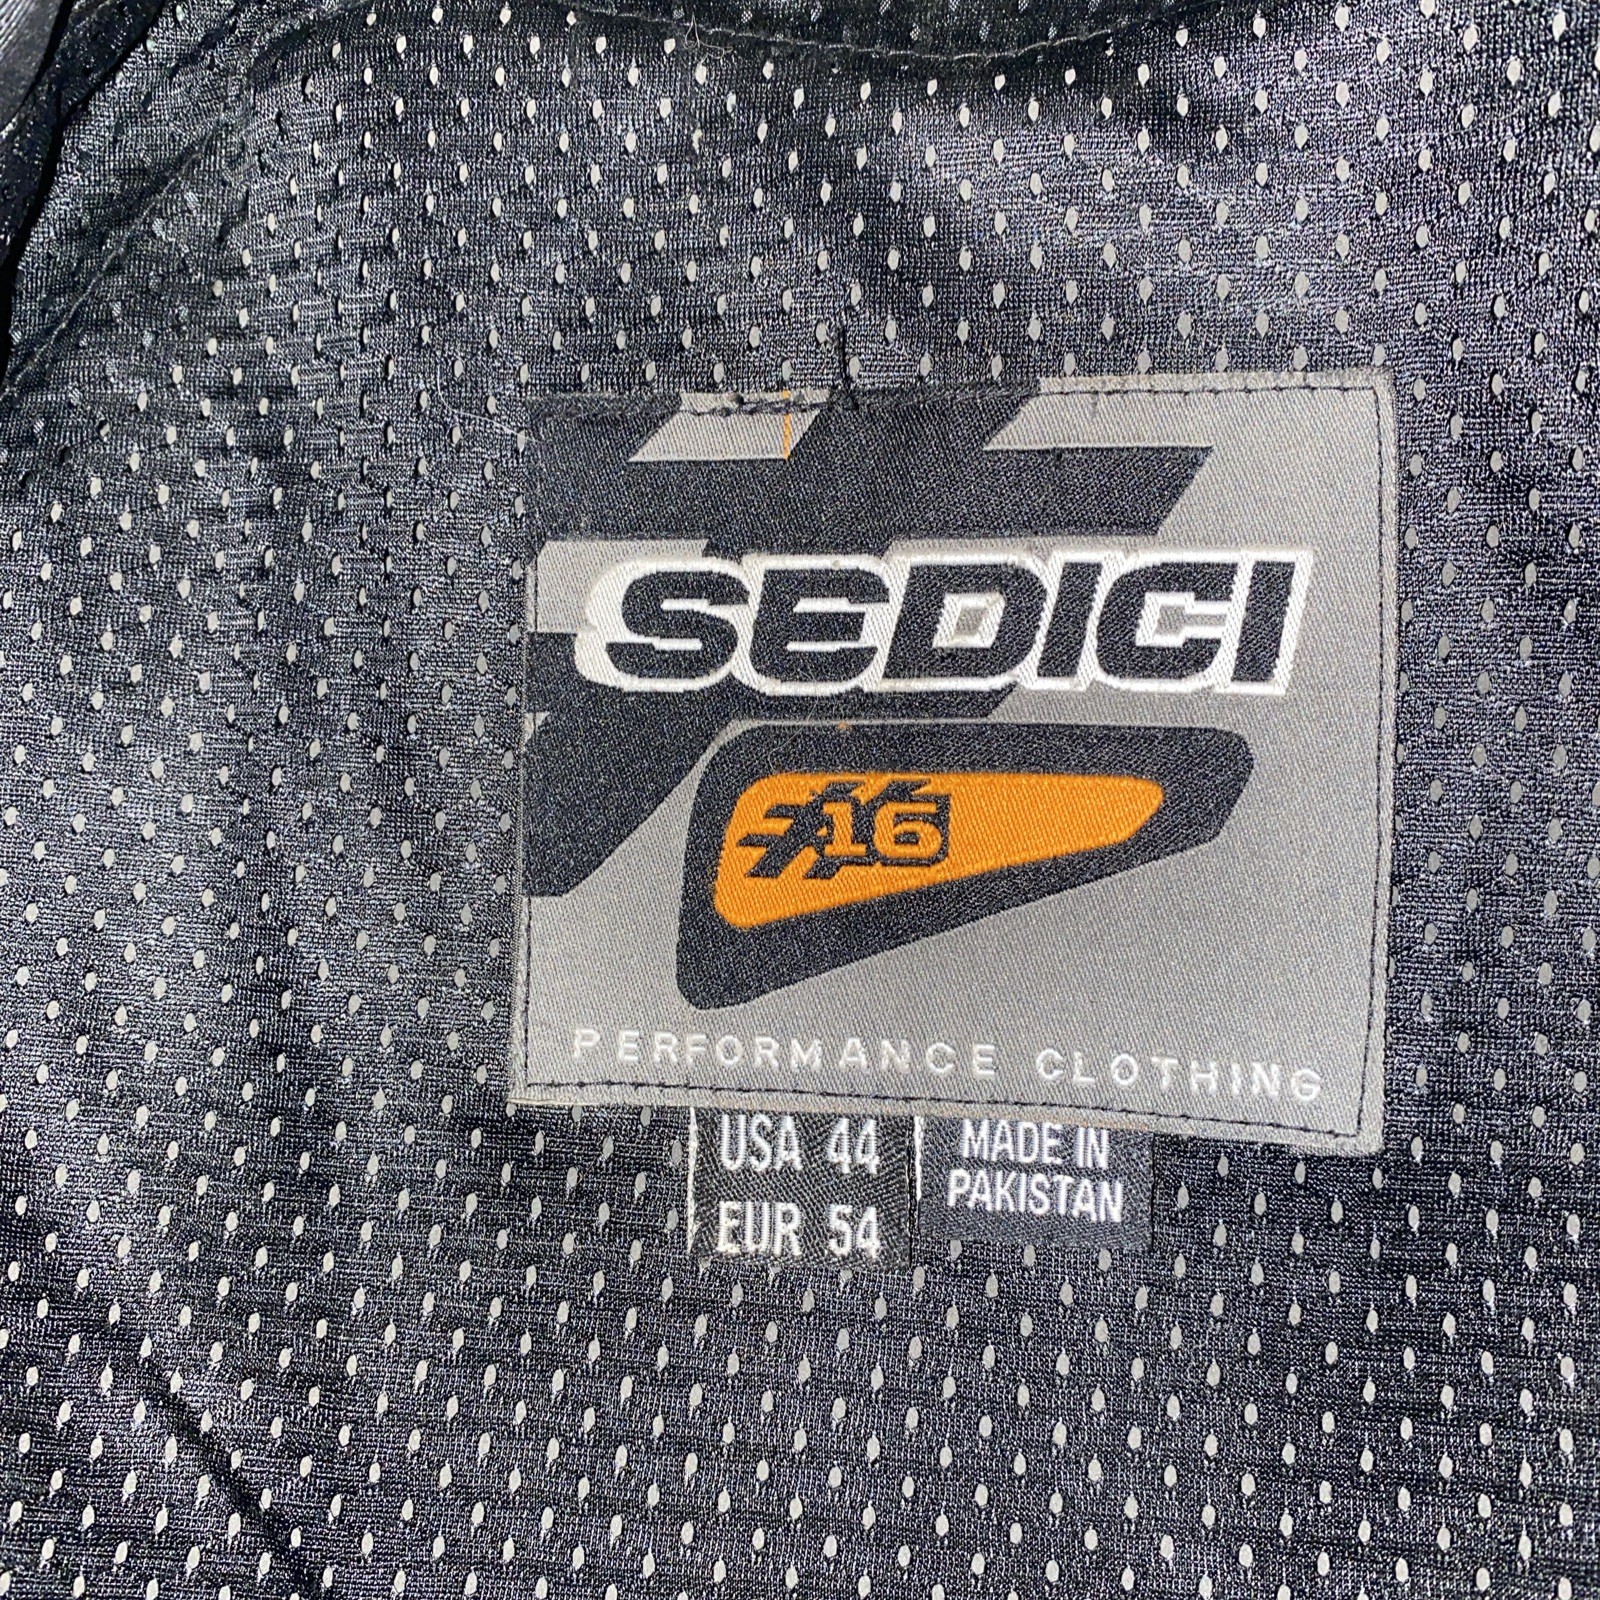 SEDICI
#16
PERFORMANCE CLOTHING
USA 44
EUR 54
MADE IN
PAKISTAN